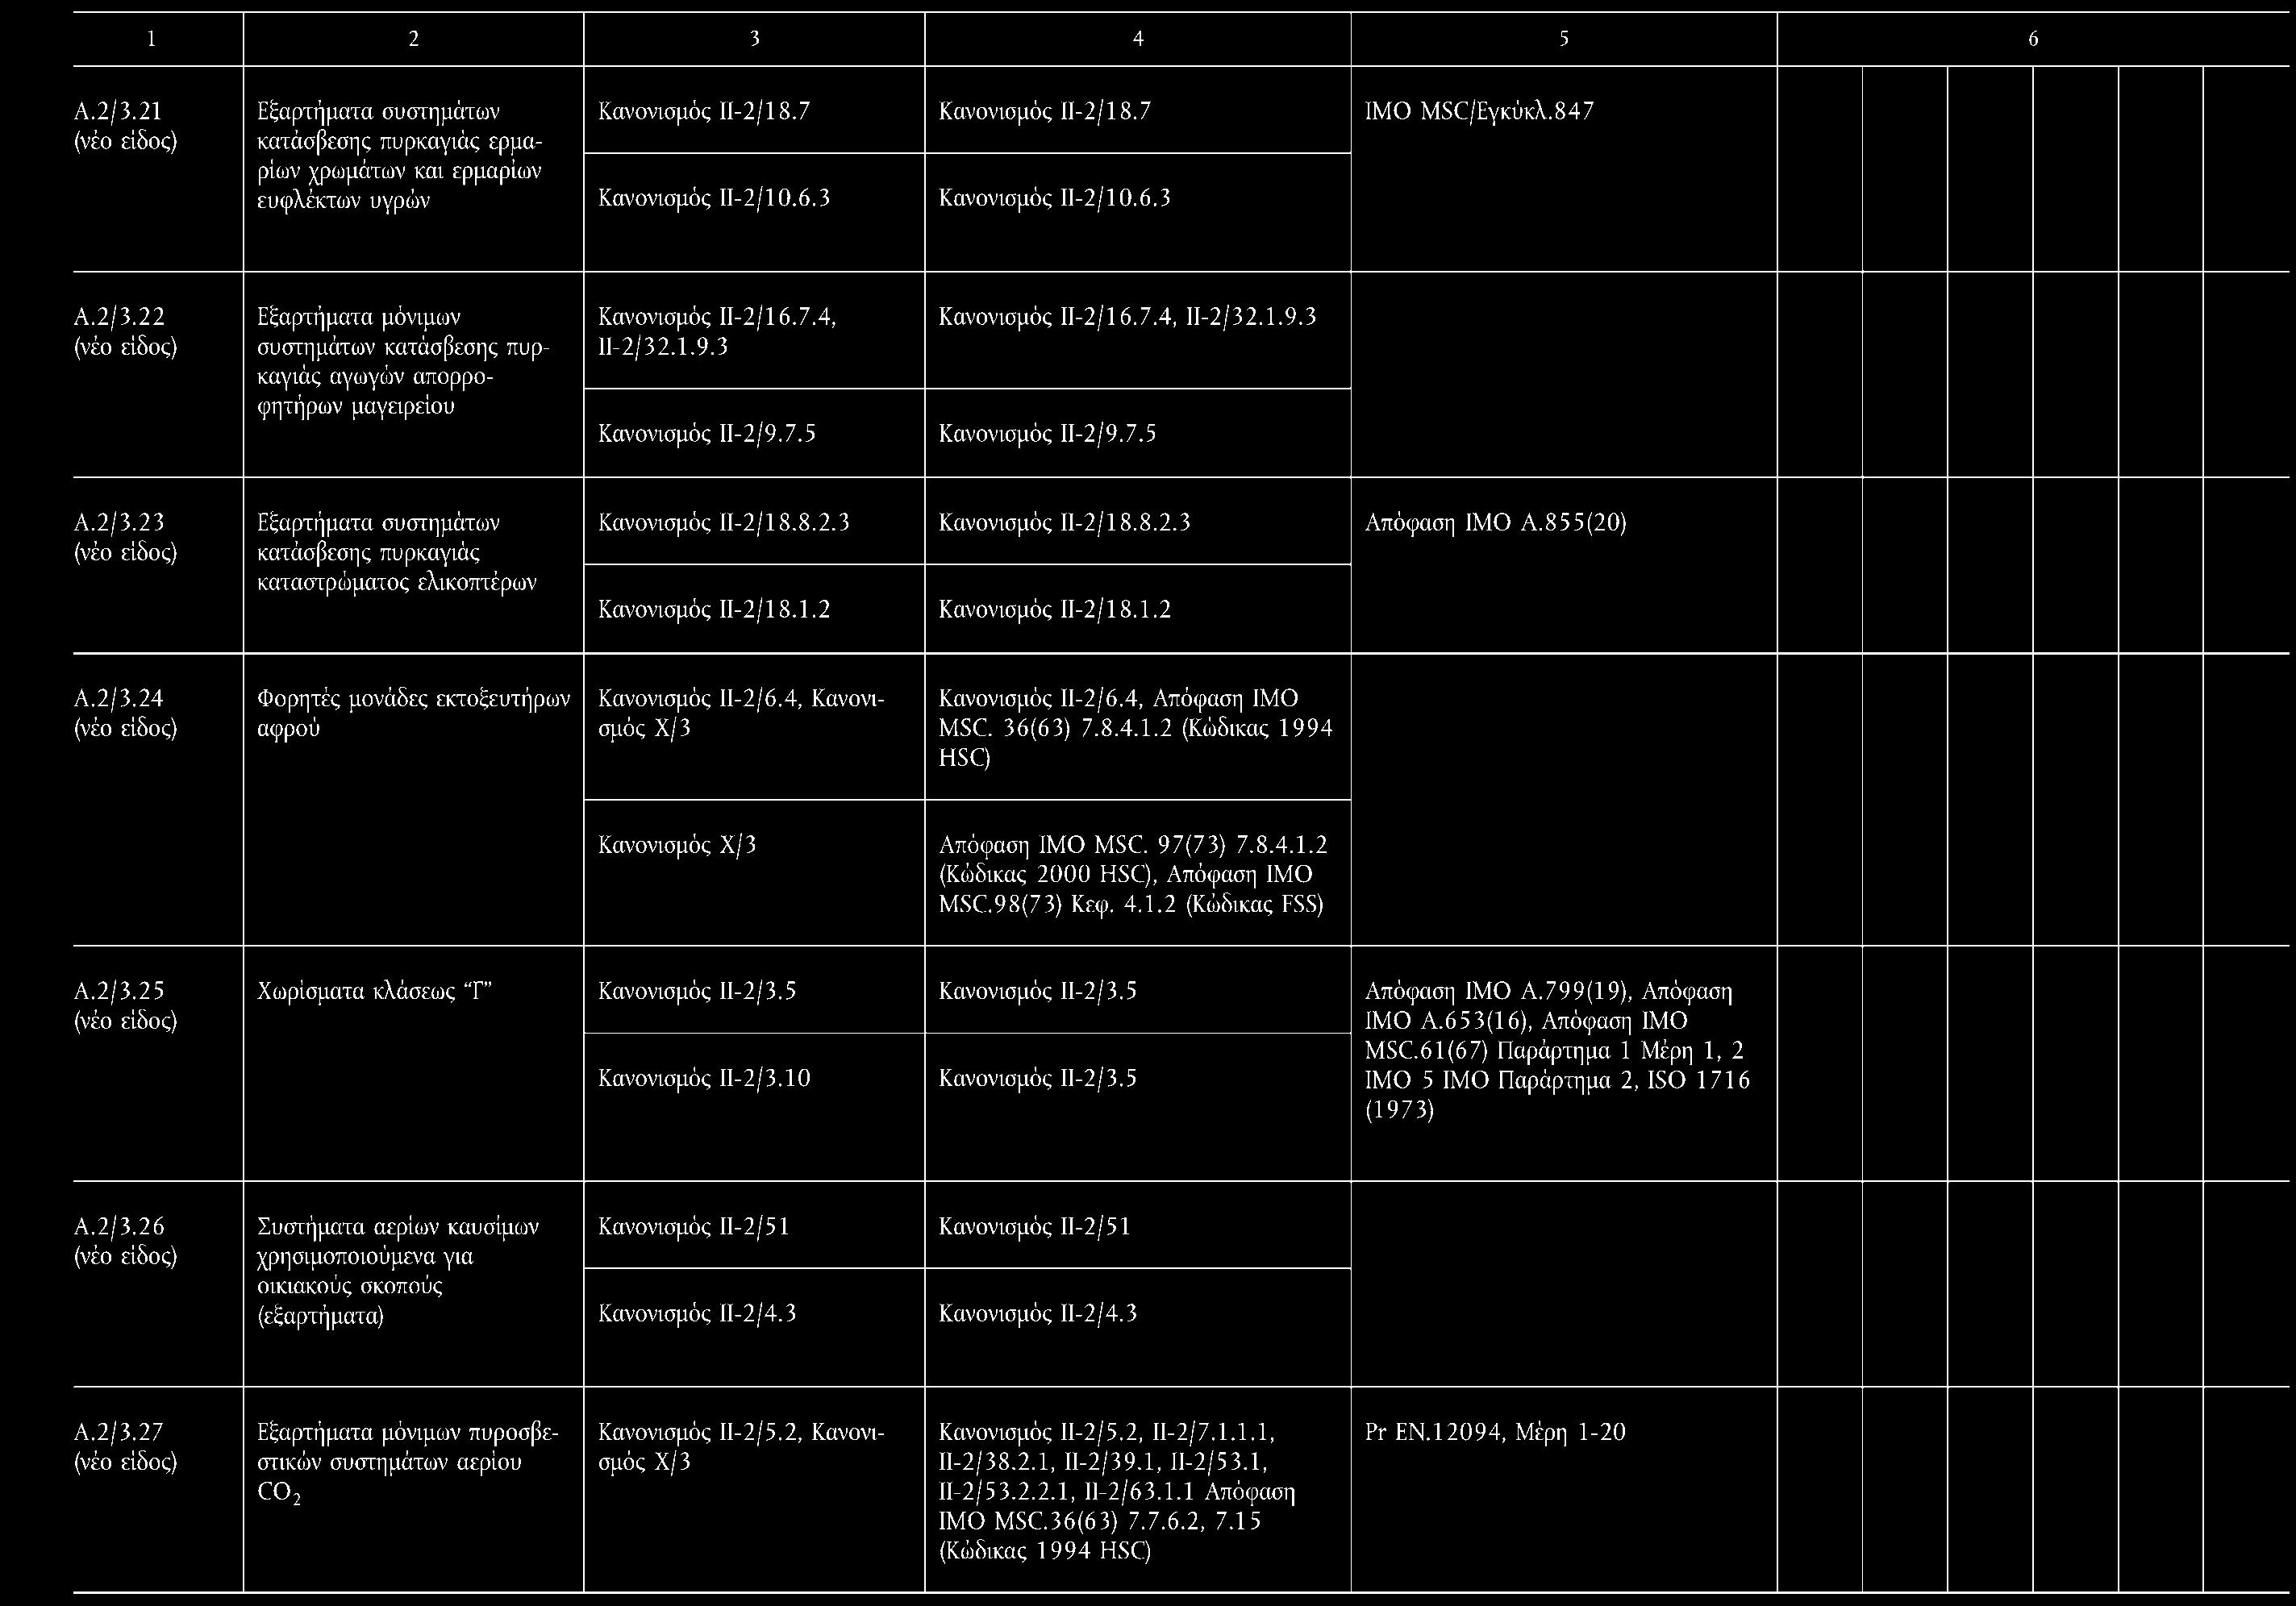 1 2 3 4 5 6
Α.2/3.21
(νέο είδος)
Εξαρτήματα συστημάτων
κατάσβεσης πυρκαγιάς ερμα-
ρίων χρωμάτων και ερμαρίων
ευφλέκτων υγρών
Κανονισμός II-2/18.7
Κανονισμός II-2/18.7
IMO MSC/Εγκύκλ.847
Κανονισμός II-2/10.6.3
Κανονισμός II-2/10.6.3
Α.2/3.22
(νέο είδος)
Εξαρτήματα μόνιμων
συστημάτων κατάσβεσης πυρ-
καγιάς αγωγών απορρο-
φητήρων μαγειρείου
Κανονισμός II-2/16.7.4,
II-2/32.1.9.3
Κανονισμός II-2/16.7.4, II-2/32.1.9.3
Κανονισμός II-2/9.7.5
Κανονισμός II-2/9.7.5
Α.2/3.23
(νέο είδος)
Εξαρτήματα συστημάτων
κατάσβεσης πυρκαγιάς
καταστρώματος ελικοπτέρων
Κανονισμός II-2/18.8.2.3
Κανονισμός II-2/18.8.2.3
Απόφαση IMO A.855(20)
Κανονισμός II-2/18.1.2
Κανονισμός II-2/18.1.2
Α.2/3.24
(νέο είδος)
Φορητές μονάδες εκτοξευτήρων
αφρού
Κανονισμός II-2/6.4, Κανονι-
σμός X/3
Κανονισμός II-2/6.4, Απόφαση IMO
MSC. 36(63) 7.8.4.1.2 (Κώδικας 1994
HSC)
Κανονισμός X/3
Απόφαση IMO MSC. 97(73) 7.8.4.1.2
(Κώδικας 2000 HSC), Απόφαση IMO
MSC.98(73) Κεφ. 4.1.2 (Κώδικας FSS)
Α.2/3.25
(νέο είδος)
Χωρίσματα κλάσεως “Γ”
Κανονισμός II-2/3.5
Κανονισμός II-2/3.5
Απόφαση IMO A.799(19), Απόφαση
IMO A.653(16), Απόφαση IMO
MSC.61(67) Παράρτημα 1 Μέρη 1, 2
IMO 5 IMO Παράρτημα 2, ISO 1716
(1973)
Κανονισμός II-2/3.10
Κανονισμός II-2/3.5
Α.2/3.26
(νέο είδος)
Συστήματα αερίων καυσίμων
χρησιμοποιούμενα για
οικιακούς σκοπούς
(εξαρτήματα)
Κανονισμός II-2/51
Κανονισμός II-2/51
Κανονισμός II-2/4.3
Κανονισμός II-2/4.3
Α.2/3.27
(νέο είδος)
Εξαρτήματα μόνιμων πυροσβε-
στικών συστημάτων αερίου
CO₂
Κανονισμός II-2/5.2, Κανονι-
σμός X/3
Κανονισμός II-2/5.2, II-2/7.1.1.1,
II-2/38.2.1, II-2/39.1, II-2/53.1,
II-2/53.2.2.1, II-2/63.1.1 Απόφαση
IMO MSC.36(63) 7.7.6.2, 7.15
(Κώδικας 1994 HSC)
Pr EN.12094, Μέρη 1-20